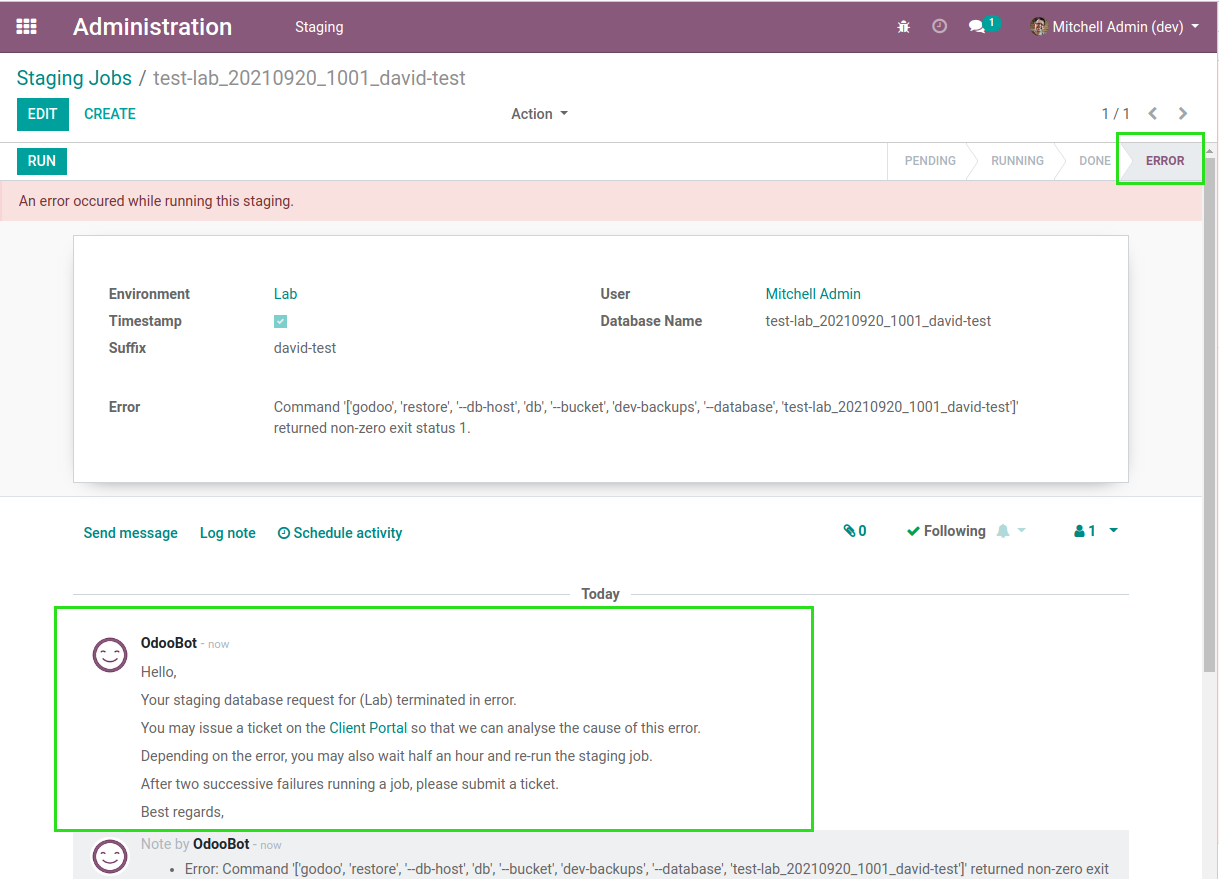 Administration Staging 1 Mitchell Admin (dev)
Staging Jobs / test-lab_20210920_1001_david-test
EDIT CREATE Action 1 / 1
RUN PENDING RUNNING DONE ERROR
An error occured while running this staging.
Environment Lab User Mitchell Admin
Timestamp Database Name test-lab_20210920_1001_david-test
Suffix david-test
Error Command '['godoo', 'restore', '--db-host', 'db', '--bucket', 'dev-backups', '--database', 'test-lab_20210920_1001_david-test']'
returned non-zero exit status 1.
Send message Log note Schedule activity 0 Following 1
Today
OdooBot - now
Hello,
Your staging database request for (Lab) terminated in error.
You may issue a ticket on the Client Portal so that we can analyse the cause of this error.
Depending on the error, you may also wait half an hour and re-run the staging job.
After two successive failures running a job, please submit a ticket.
Best regards,
Note by OdooBot - now
• Error: Command '['godoo', 'restore', '--db-host', 'db', '--bucket', 'dev-backups', '--database', 'test-lab_20210920_1001_david-test']' returned non-zero exit